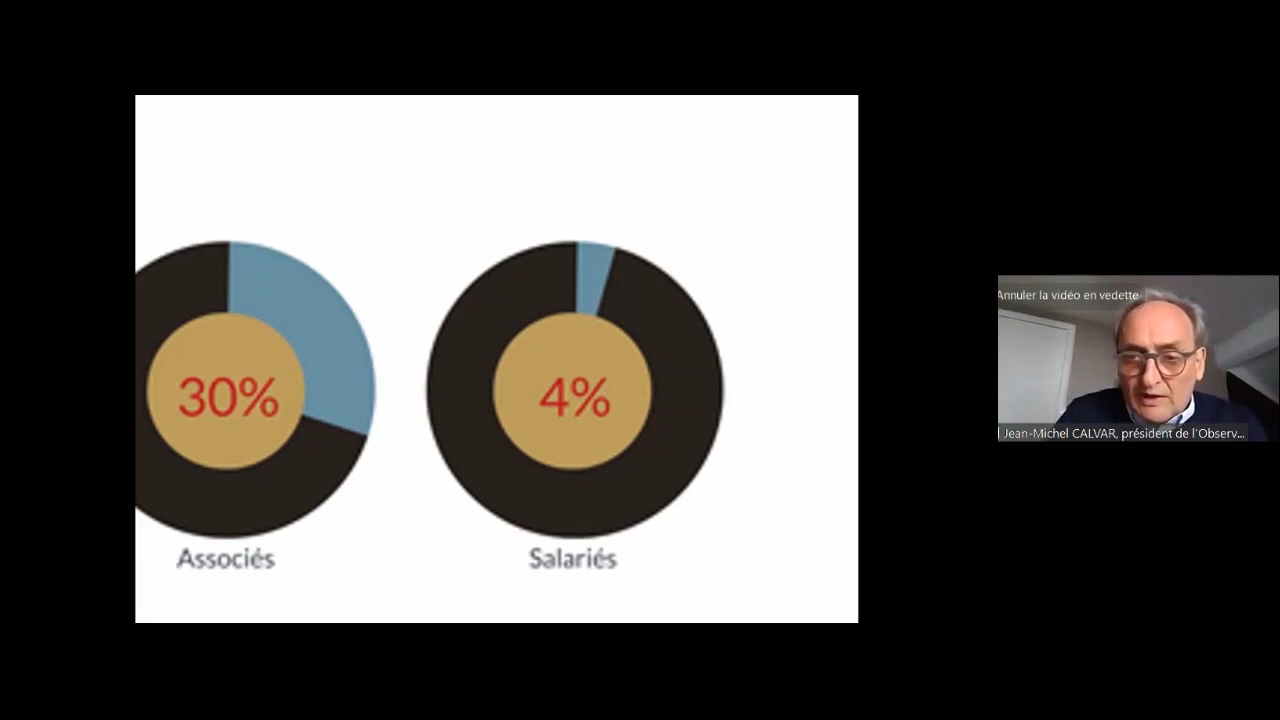 30%
4%
Associés
Salariés
Annuler la vidéo en vedette
Jean-Michel CALVAR, président de l'Observ...